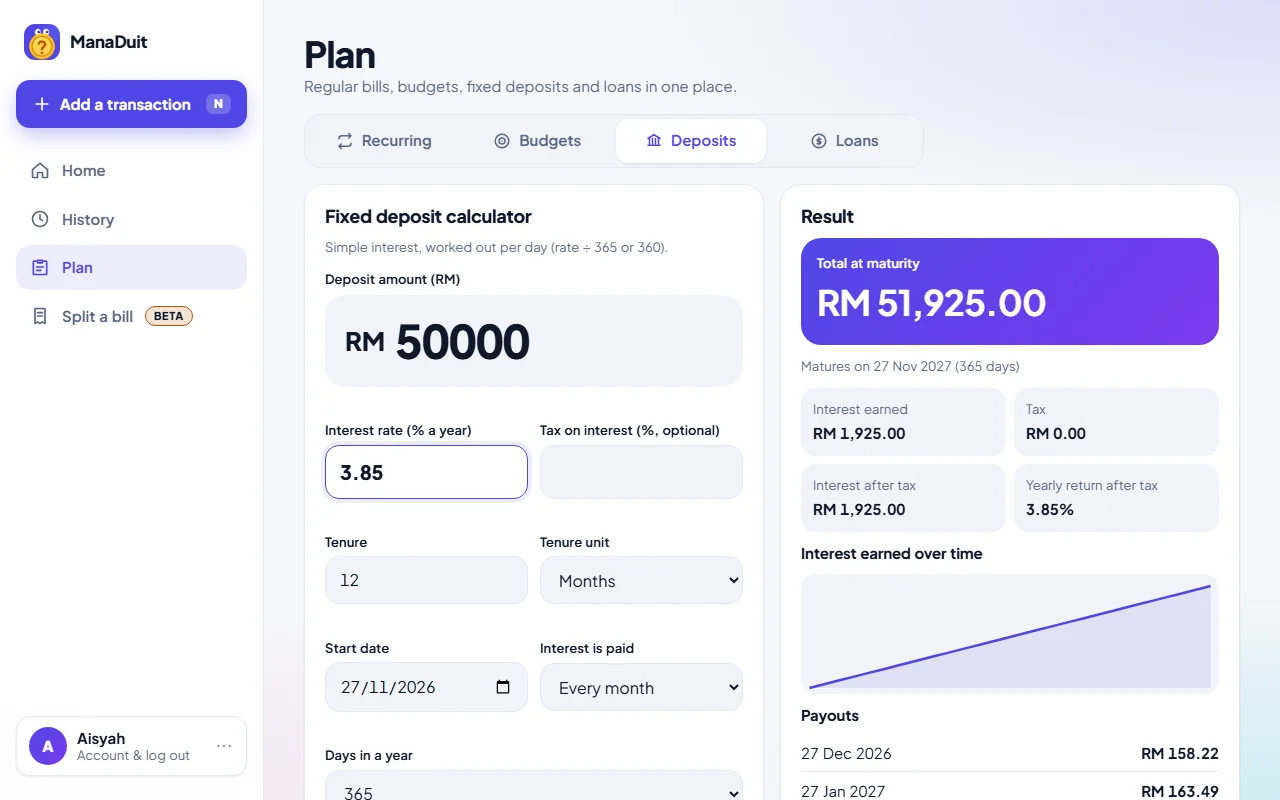 ManaDuit
Add a transaction N
Home
History
Plan
Split a bill BETA
A
Aisyah
Account & log out
Plan
Regular bills, budgets, fixed deposits and loans in one place.
Recurring Budgets Deposits Loans
Fixed deposit calculator
Simple interest, worked out per day (rate ÷ 365 or 360).
Deposit amount (RM)
RM 50000
Interest rate (% a year) Tax on interest (%, optional)
3.85
Tenure Tenure unit
12 Months
Start date Interest is paid
27/11/2026 Every month
Days in a year
365
Result
Total at maturity
RM 51,925.00
Matures on 27 Nov 2027 (365 days)
Interest earned Tax
RM 1,925.00 RM 0.00
Interest after tax Yearly return after tax
RM 1,925.00 3.85%
Interest earned over time
Payouts
27 Dec 2026 RM 158.22
27 Jan 2027 RM 163.49